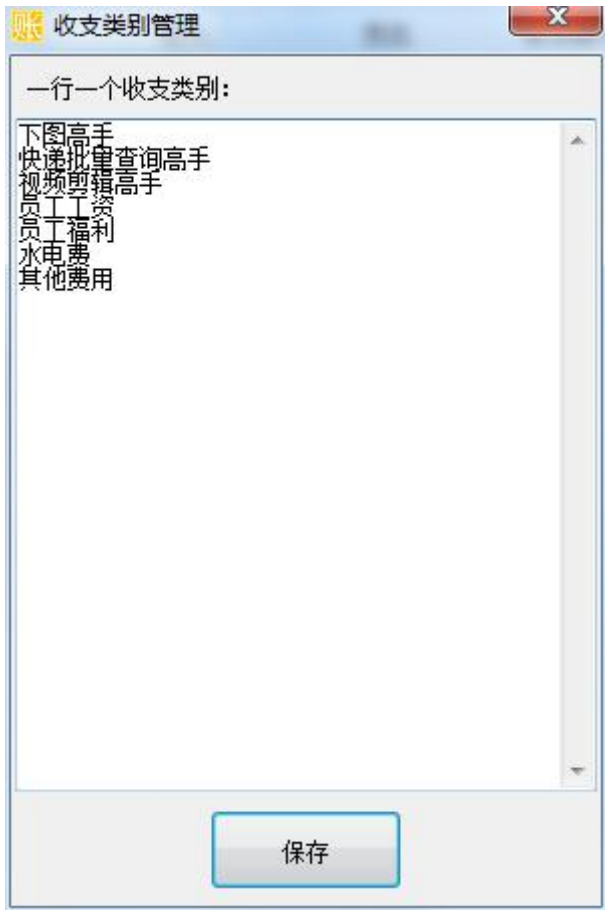 账 收支类别管理
一行一个收支类别：
下图高手
快递批量查询高手
视频剪辑高手
员工工资
员工福利
水电费
其他费用
保存